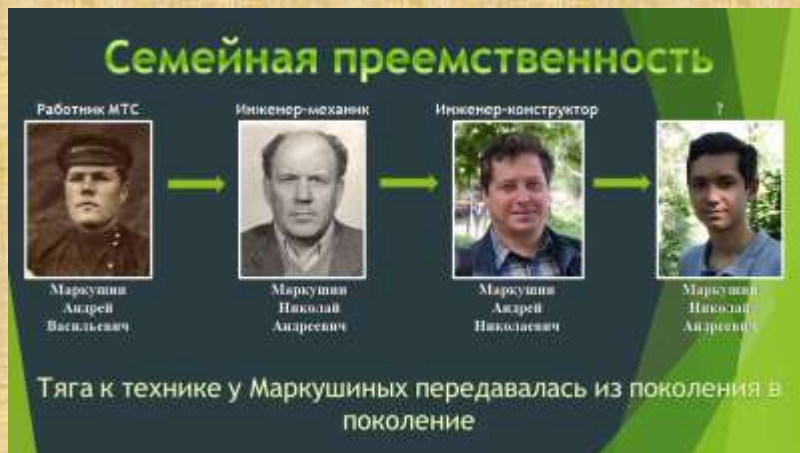 Семейная преемственность
Работник МТС
Инженер-механик
Инженер-конструктор
?
Маркушин
Андрей
Васильевич
Маркушин
Николай
Андреевич
Маркушин
Андрей
Николаевич
Маркушин
Николай
Андреевич
Тяга к технике у Маркушиных передавалась из поколения в
поколение